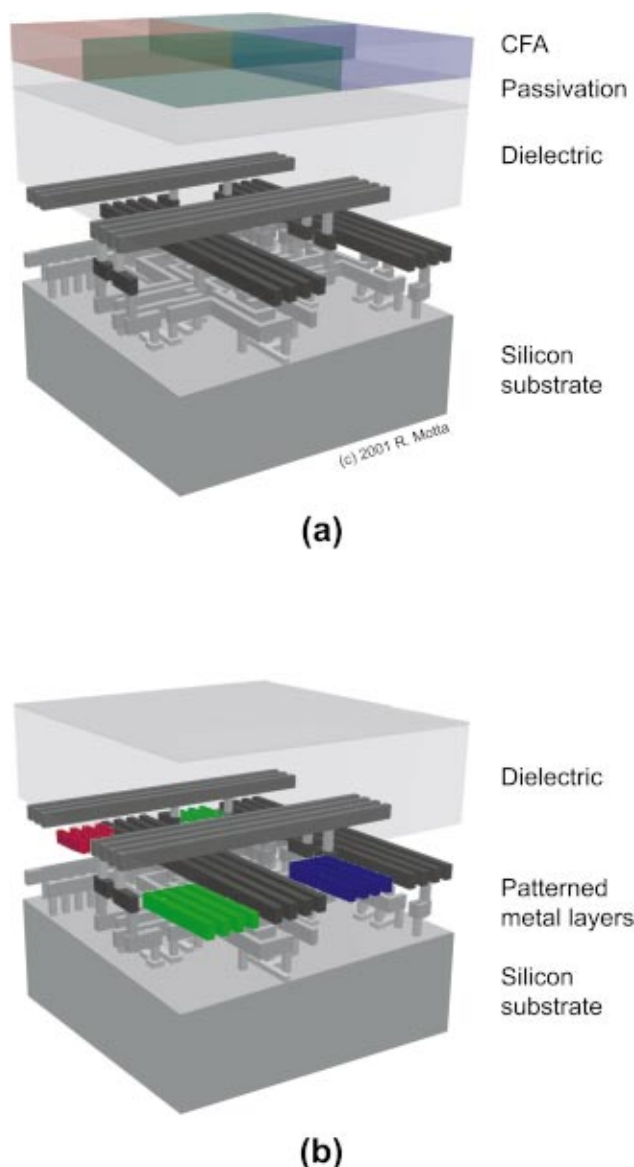 CFA
Passivation
Dielectric
Silicon
substrate
(c) 2001 R. Motta
(a)
Dielectric
Patterned
metal layers
Silicon
substrate
(b)